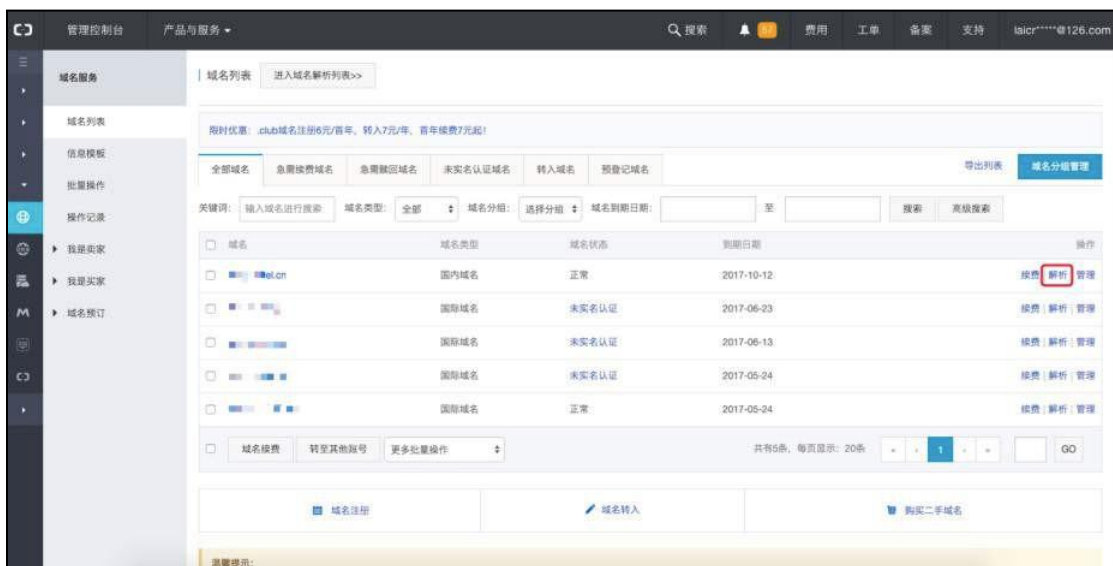 管理控制台 产品与服务 搜索 57 费用 工单 备案 支持 laicr*****@126.com
域名服务
域名列表
信息模板
批量操作
操作记录
我是卖家
我是买家
域名预订
域名列表 进入域名解析列表>>
限时优惠：.club域名注册6元/首年，转入7元/年，首年续费7元起！
全部域名 急需续费域名 急需赎回域名 未实名认证域名 转入域名 预登记域名 导出列表 域名分组管理
关键词： 输入域名进行搜索 域名类型： 全部 域名分组： 选择分组 域名到期日期： 至 搜索 高级搜索
域名 域名类型 域名状态 到期日期 操作
el.cn 国内域名 正常 2017-10-12 续费 解析 管理
国际域名 未实名认证 2017-06-23 续费 | 解析 | 管理
国际域名 未实名认证 2017-06-13 续费 | 解析 | 管理
国际域名 未实名认证 2017-05-24 续费 | 解析 | 管理
国际域名 正常 2017-05-24 续费 | 解析 | 管理
域名续费 转至其他账号 更多批量操作 共有5条，每页显示：20条 « ‹ 1 › » GO
域名注册 域名转入 购买二手域名
温馨提示：